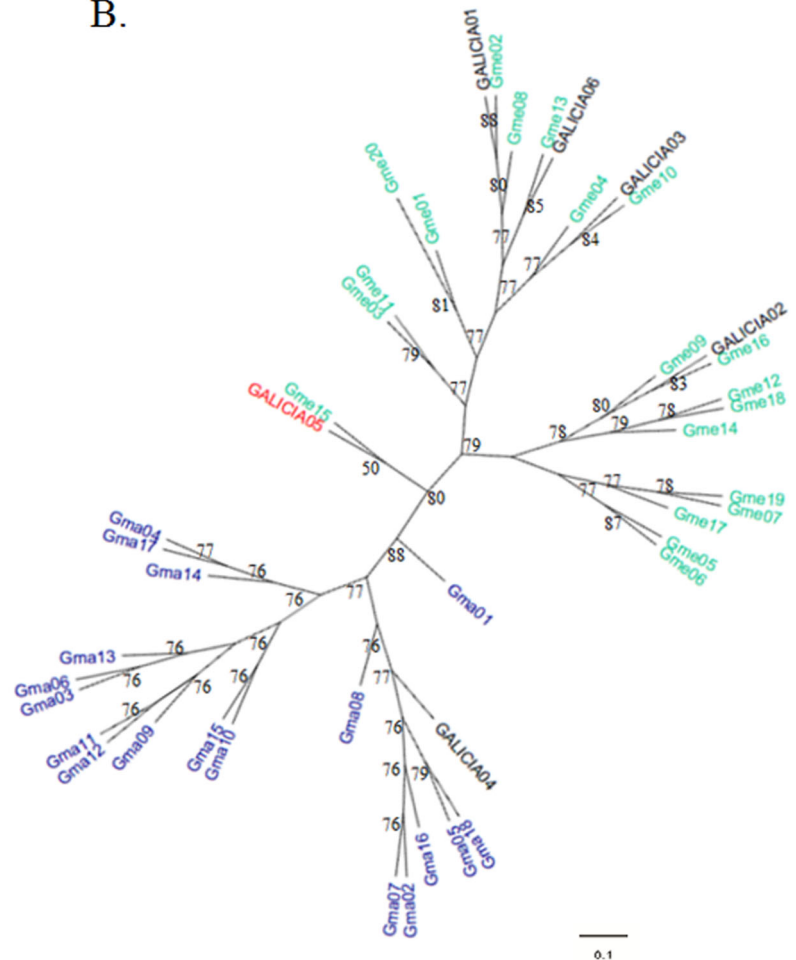 B.
GALICIA01
Gme02
88
Gme08
Gme13
GALICIA06
80
85
77
Gme04
GALICIA03
Gme10
84
77
77
Gme20
Gme01
81
77
Gme11
Gme03
79
77
Gme09
GALICIA02
Gme16
83
80
Gme12
Gme18
78
79
Gme14
78
79
Gme15
GALICIA05
50
80
77
77
78
Gme19
Gme07
Gme17
87
Gme05
Gme06
88
Gma01
Gma04
Gma17
77
Gma14
76
76
77
Gma13
76
Gma06
Gma03
76
76
76
76
Gma11
Gma12
Gma09
76
Gma15
Gma10
76
Gma08
77
GALICIA04
76
76
79
76
Gma16
Gma05
Gma18
Gma07
Gma02
0.1